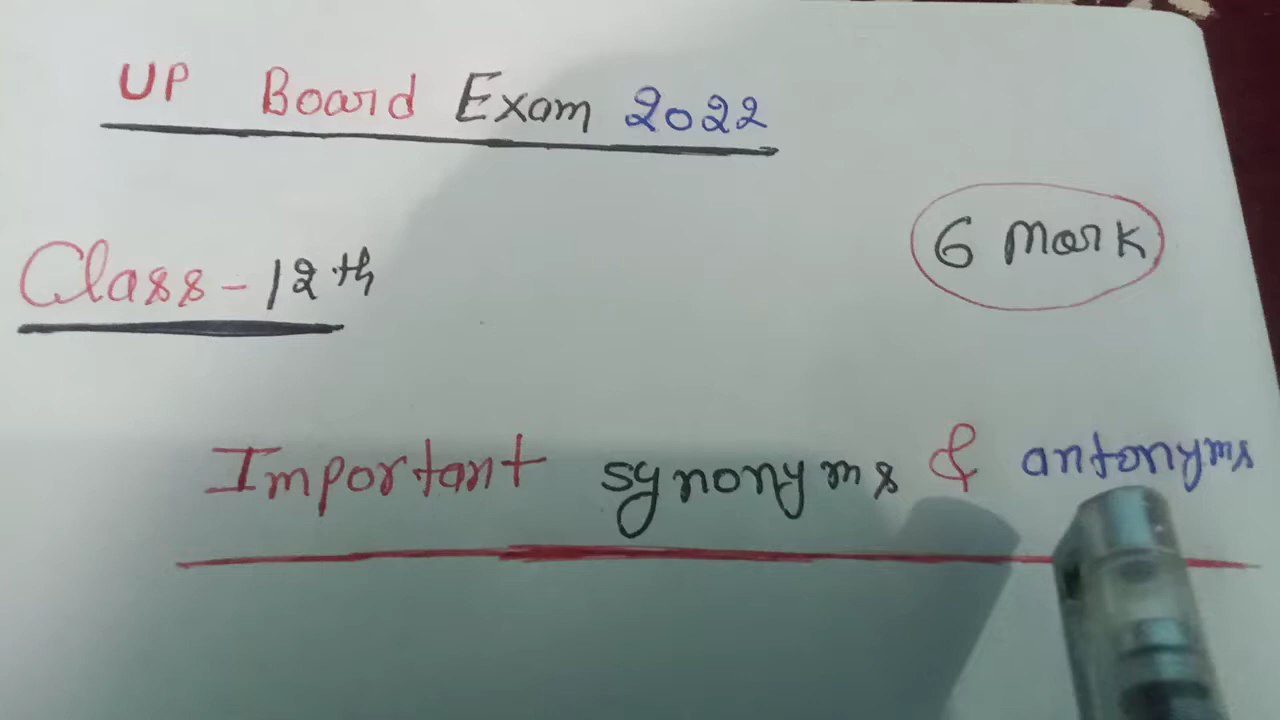 UP Board Exam 2022
6 Mark
Class - 12th
Important synonyms & antonyms